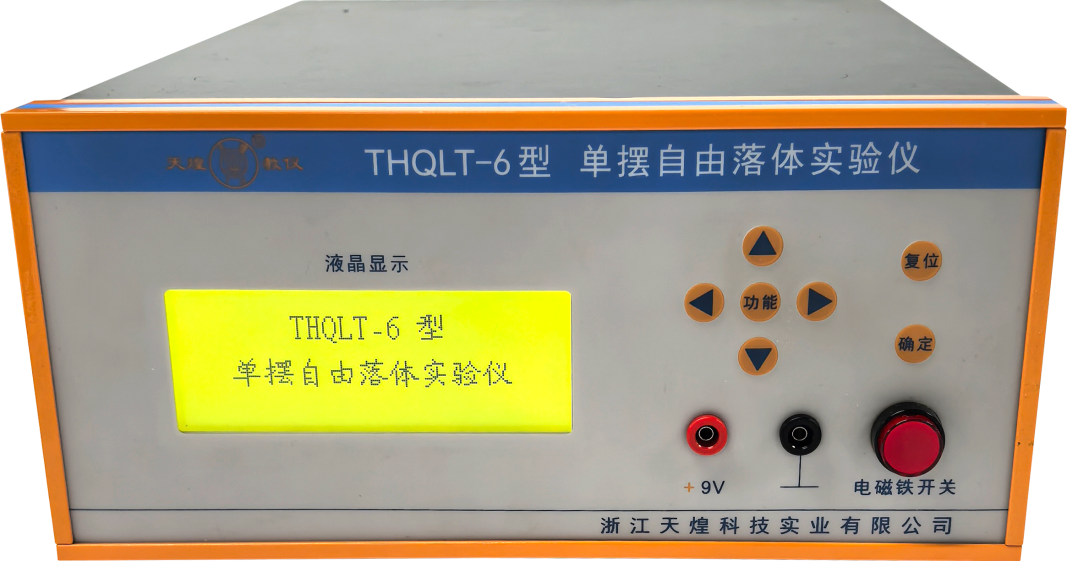 天煌教仪
THQLT-6型 单摆自由落体实验仪
液晶显示
THQLT-6 型
单摆自由落体实验仪
功能
复位
确定
+ 9V
电磁铁开关
浙江天煌科技实业有限公司